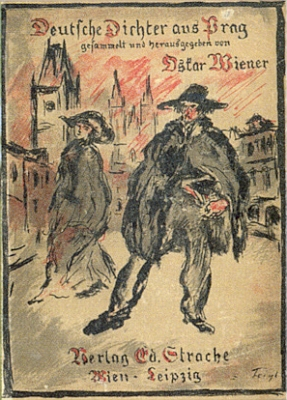 Deutsche Dichter aus Prag
gesammelt und herausgegeben von
Oskar Wiener
Verlag Ed. Strache
Wien - Leipzig